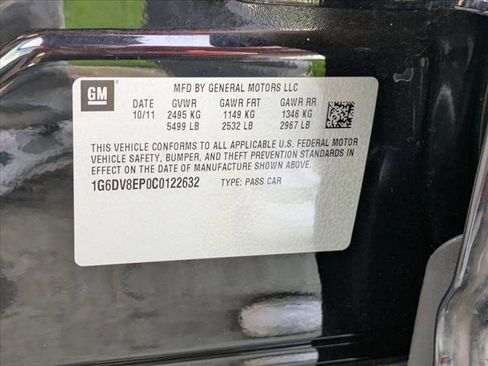 GM
MFD BY GENERAL MOTORS LLC
DATE GVWR GAWR FRT GAWR RR
10/11 2495 KG 1149 KG 1346 KG
5499 LB 2532 LB 2967 LB
THIS VEHICLE CONFORMS TO ALL APPLICABLE U.S. FEDERAL MOTOR
VEHICLE SAFETY, BUMPER, AND THEFT PREVENTION STANDARDS IN
EFFECT ON THE DATE OF MANUFACTURE SHOWN ABOVE.
1G6DV8EP0C0122632 TYPE: PASS CAR